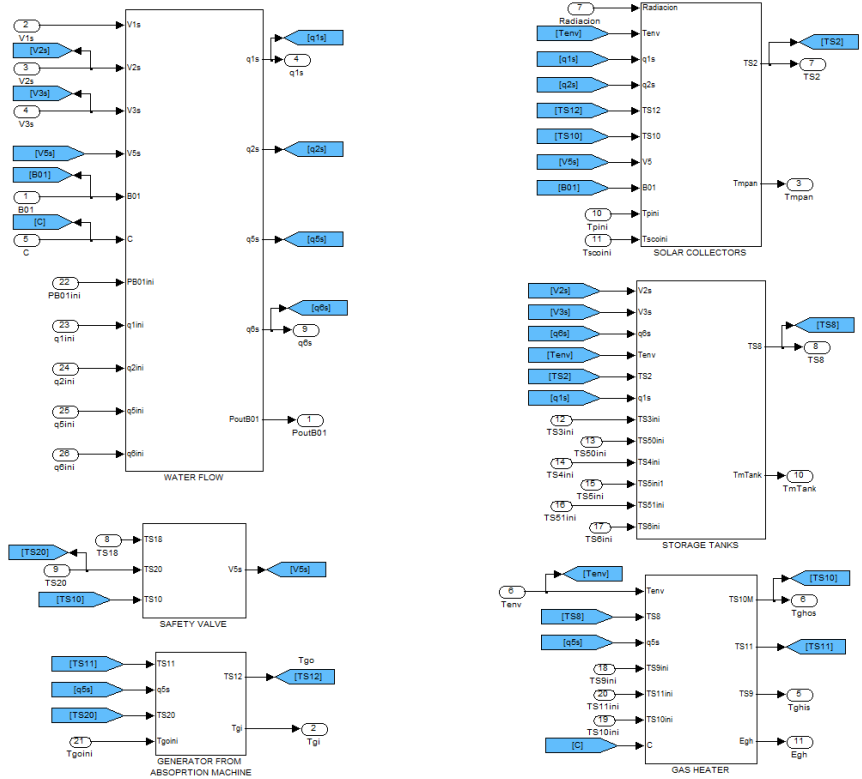 2
V1s
[V2s]
3
V2s
[V3s]
4
V3s
[V5s]
[B01]
1
B01
[C]
5
C
22
PB01ini
23
q1ini
24
q2ini
25
q5ini
26
q6ini
V1s
V2s
V3s
V5s
B01
C
PB01ini
q1ini
q2ini
q5ini
q6ini
q1s
q2s
q5s
q6s
PoutB01
WATER FLOW
[q1s]
4
q1s
[q2s]
[q5s]
[q6s]
9
q6s
1
PoutB01
7
Radiacion
[Tenv]
[q1s]
[q2s]
[TS12]
[TS10]
[V5s]
[B01]
10
Tpini
11
Tscoini
Radiacion
Tenv
q1s
q2s
TS12
TS10
V5
B01
Tpini
Tscoini
TS2
Tmpan
SOLAR COLLECTORS
[TS2]
7
TS2
3
Tmpan
[V2s]
[V3s]
[q6s]
[Tenv]
[TS2]
[q1s]
12
TS3ini
13
TS50ini
14
TS4ini
15
TS5ini
16
TS51ini
17
TS6ini
V2s
V3s
q6s
Tenv
TS2
q1s
TS3ini
TS50ini
TS4ini
TS5ini1
TS51ini
TS6ini
TS8
TmTank
STORAGE TANKS
[TS8]
8
TS8
10
TmTank
8
TS18
[TS20]
9
TS20
[TS10]
TS18
TS20
TS10
V5s
SAFETY VALVE
[V5s]
[TS11]
[q5s]
[TS20]
21
Tgoini
TS11
q5s
TS20
Tgoini
TS12
Tgi
GENERATOR FROM
ABSOPRTION MACHINE
Tgo
[TS12]
2
Tgi
6
Tenv
[Tenv]
[TS8]
[q5s]
18
TS9ini
20
TS11ini
19
TS10ini
[C]
Tenv
TS8
q5s
TS9ini
TS11ini
TS10ini
C
TS10M
TS11
TS9
Egh
GAS HEATER
[TS10]
6
Tghos
[TS11]
5
Tghis
11
Egh